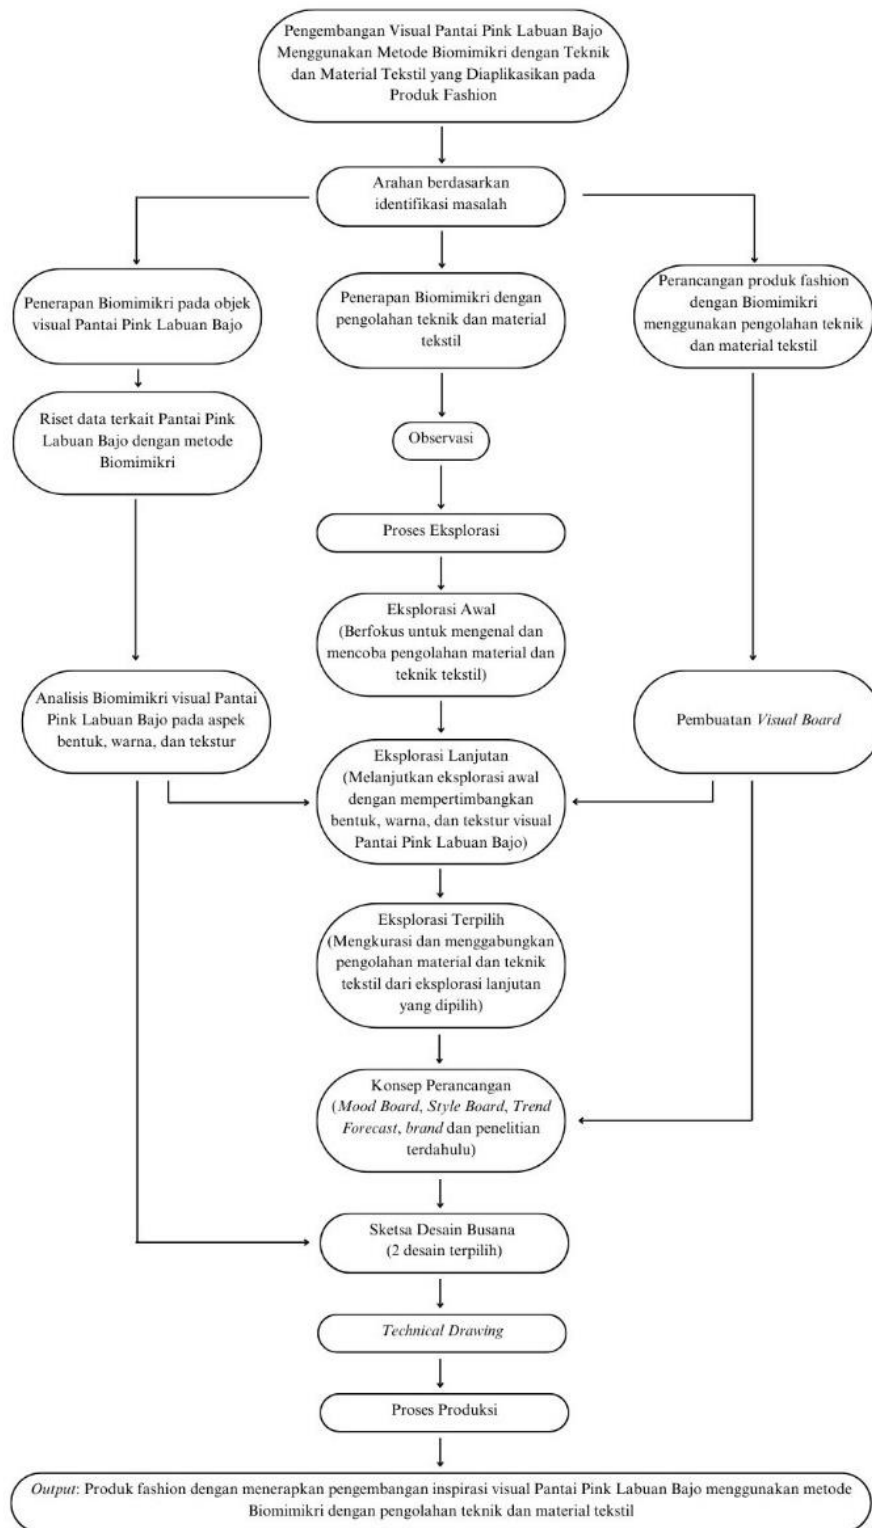 Pengembangan Visual Pantai Pink Labuan Bajo
Menggunakan Metode Biomimikri dengan Teknik
dan Material Tekstil yang Diaplikasikan pada
Produk Fashion
Arahan berdasarkan
identifikasi masalah
Penerapan Biomimikri pada objek
visual Pantai Pink Labuan Bajo
Penerapan Biomimikri dengan
pengolahan teknik dan material
tekstil
Perancangan produk fashion
dengan Biomimikri
menggunakan pengolahan teknik
dan material tekstil
Riset data terkait Pantai Pink
Labuan Bajo dengan metode
Biomimikri
Observasi
Proses Eksplorasi
Eksplorasi Awal
(Berfokus untuk mengenal dan
mencoba pengolahan material dan
teknik tekstil)
Analisis Biomimikri visual Pantai
Pink Labuan Bajo pada aspek
bentuk, warna, dan tekstur
Pembuatan Visual Board
Eksplorasi Lanjutan
(Melanjutkan eksplorasi awal
dengan mempertimbangkan
bentuk, warna, dan tekstur visual
Pantai Pink Labuan Bajo)
Eksplorasi Terpilih
(Mengkurasi dan menggabungkan
pengolahan material dan teknik
tekstil dari eksplorasi lanjutan
yang dipilih)
Konsep Perancangan
(Mood Board, Style Board, Trend
Forecast, brand dan penelitian
terdahulu)
Sketsa Desain Busana
(2 desain terpilih)
Technical Drawing
Proses Produksi
Output: Produk fashion dengan menerapkan pengembangan inspirasi visual Pantai Pink Labuan Bajo menggunakan metode
Biomimikri dengan pengolahan teknik dan material tekstil